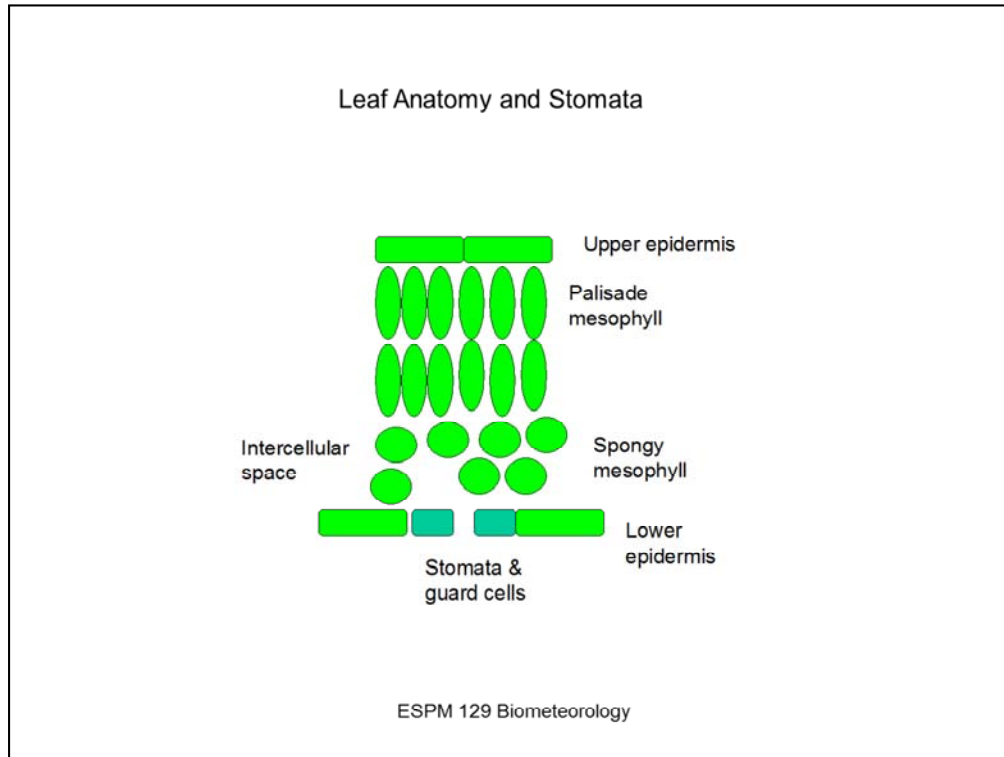 Leaf Anatomy and Stomata
Upper epidermis
Palisade
mesophyll
Intercellular
space
Spongy
mesophyll
Lower
epidermis
Stomata &
guard cells
ESPM 129 Biometeorology